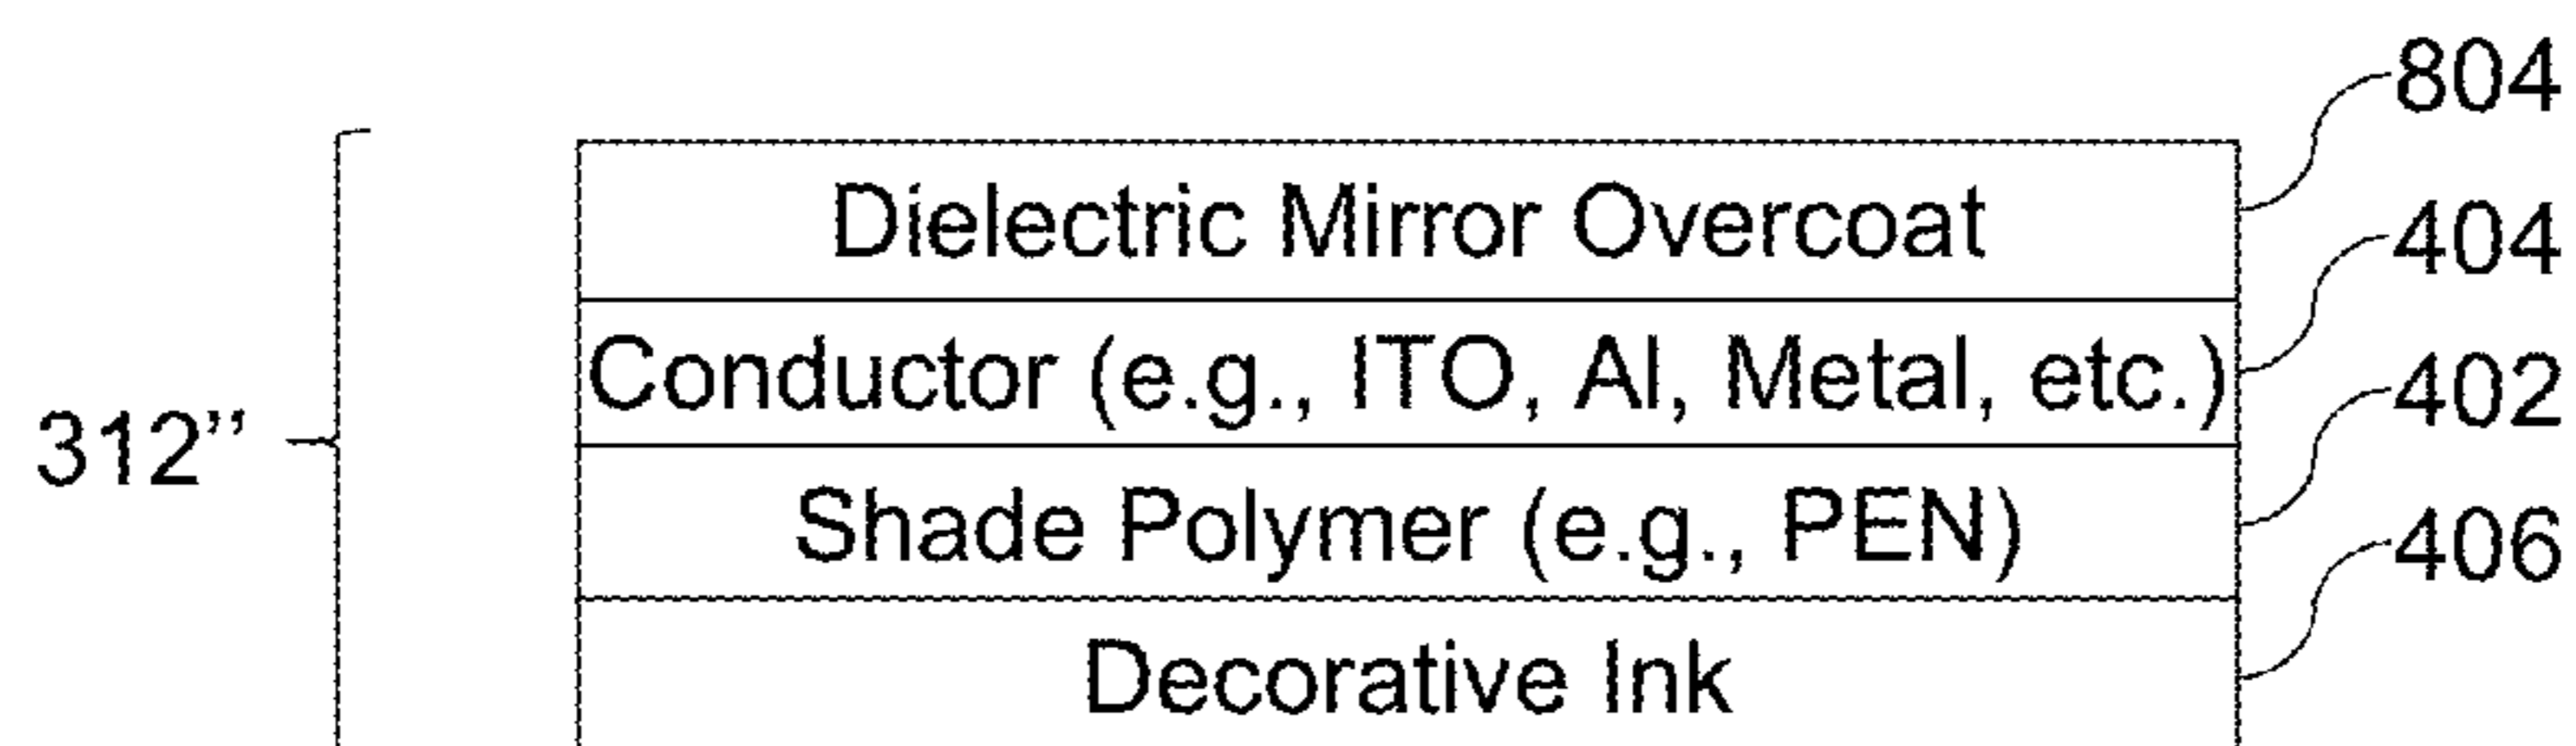 804
Dielectric Mirror Overcoat
404
Conductor (e.g., ITO, Al, Metal, etc.)
402
312”
Shade Polymer (e.g., PEN)
406
Decorative Ink